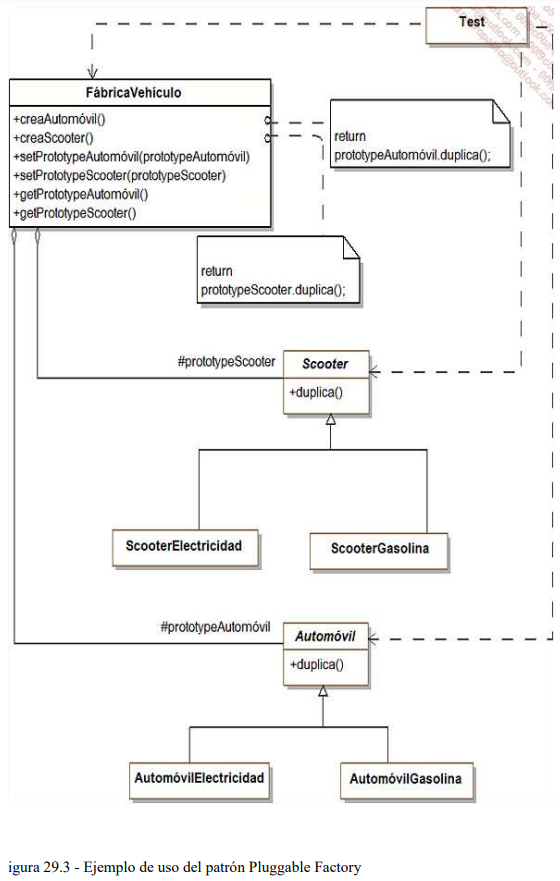 Test
FábricaVehículo
+creaAutomóvil()
+creaScooter()
+setPrototypeAutomóvil(prototypeAutomóvil)
+setPrototypeScooter(prototypeScooter)
+getPrototypeAutomóvil()
+getPrototypeScooter()
return
prototypeAutomóvil.duplica();
return
prototypeScooter.duplica();
#prototypeScooter
Scooter
+duplica()
ScooterElectricidad
ScooterGasolina
#prototypeAutomóvil
Automóvil
+duplica()
AutomóvilElectricidad
AutomóvilGasolina
igura 29.3 - Ejemplo de uso del patrón Pluggable Factory